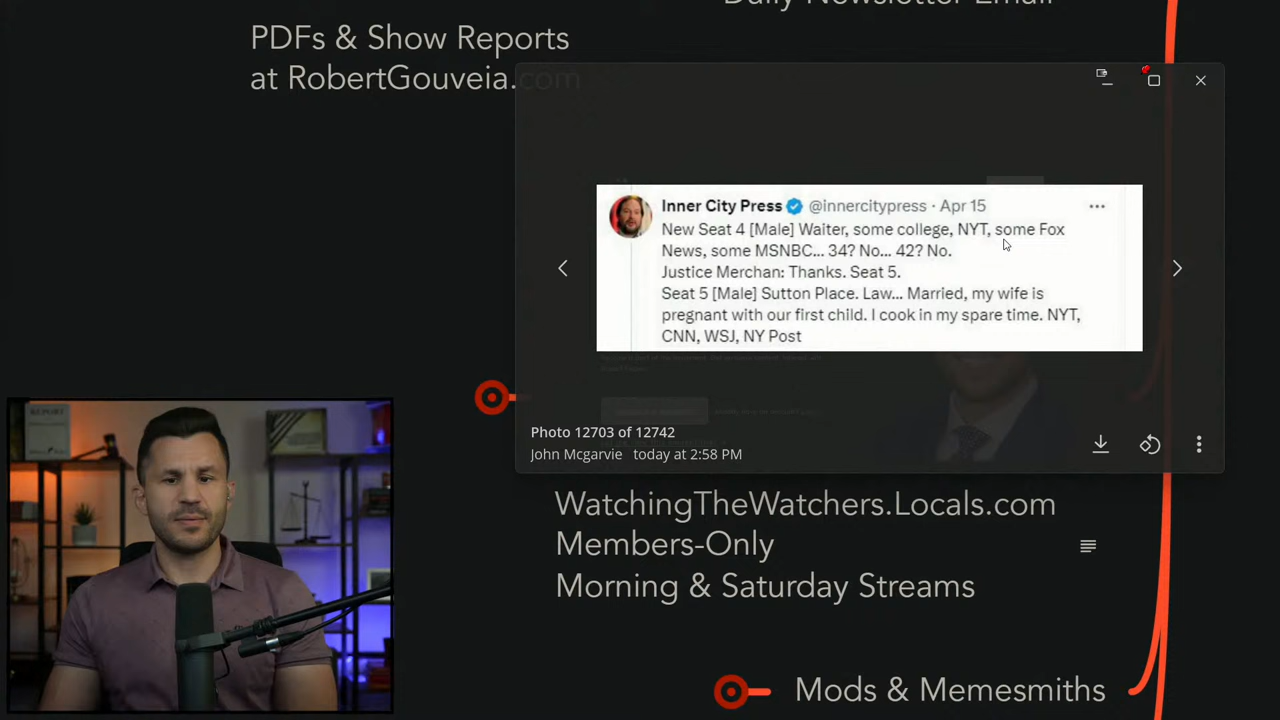 Daily Newsletter Email
PDFs & Show Reports
at RobertGouveia.com
Inner City Press @innercitypress · Apr 15
New Seat 4 [Male] Waiter, some college, NYT, some Fox
News, some MSNBC... 34? No... 42? No.
Justice Merchan: Thanks. Seat 5.
Seat 5 [Male] Sutton Place. Law... Married, my wife is
pregnant with our first child. I cook in my spare time. NYT,
CNN, WSJ, NY Post
Photo 12703 of 12742
John Mcgarvie today at 2:58 PM
WatchingTheWatchers.Locals.com
Members-Only
Morning & Saturday Streams
Mods & Memesmiths